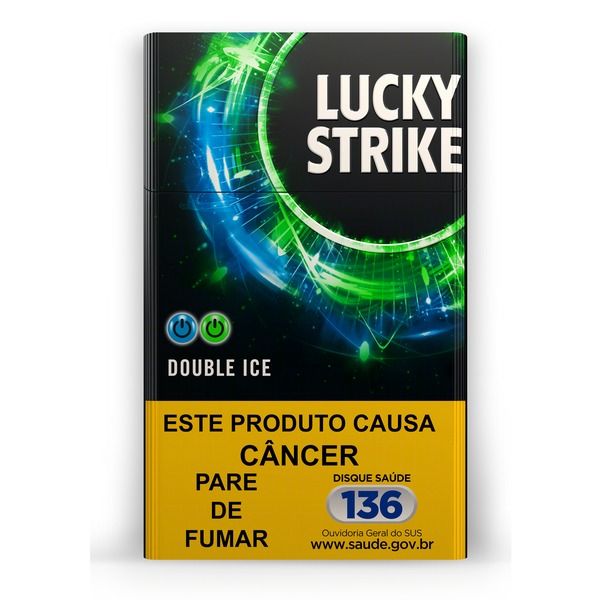 LUCKY
STRIKE
DOUBLE ICE
ESTE PRODUTO CAUSA
CÂNCER
PARE
DE
FUMAR
DISQUE SAÚDE
136
Ouvidoria Geral do SUS
www.saude.gov.br